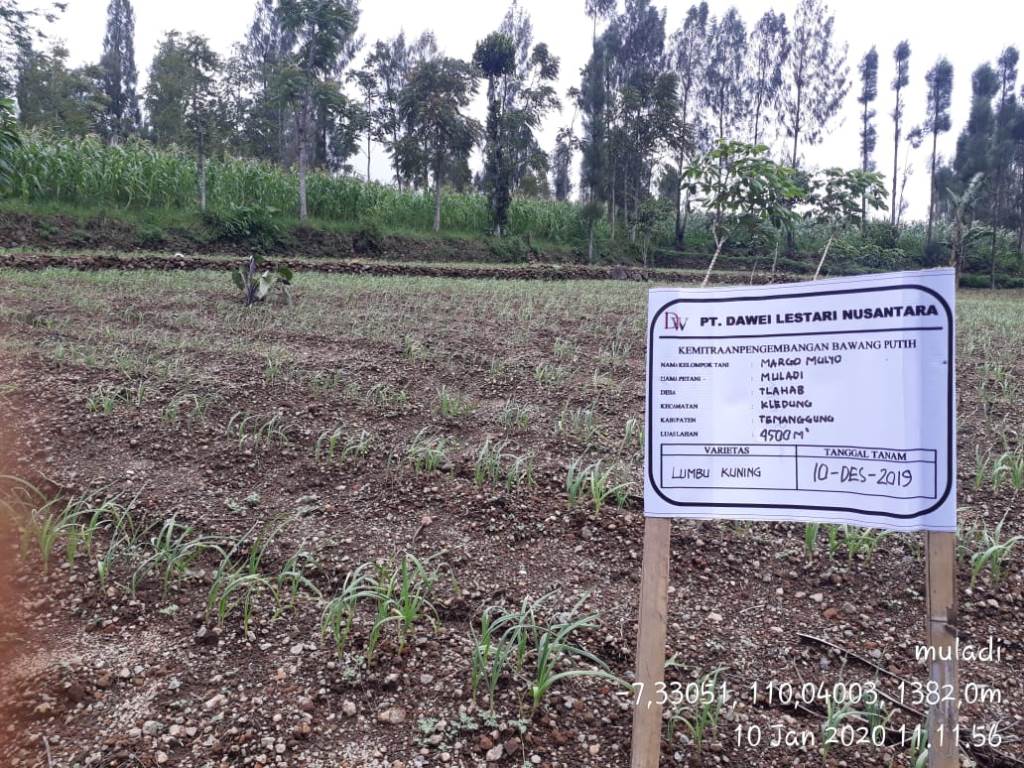 DW PT. DAWEI LESTARI NUSANTARA
KEMITRAANPENGEMBANGAN BAWANG PUTIH
NAMA KELOMPOK TANI : MARGO MULYO
NAMA PETANI : MULADI
DESA : TLAHAB
KECAMATAN : KLEDUNG
KABUPATEN : TEMANGGUNG
LUAS LAHAN : 4500 M²
VARIETAS TANGGAL TANAM
LUMBU KUNING 10-DES-2019
muladi
-7,33051, 110,04003, 1382,0m
10 Jan 2020 11.11.56